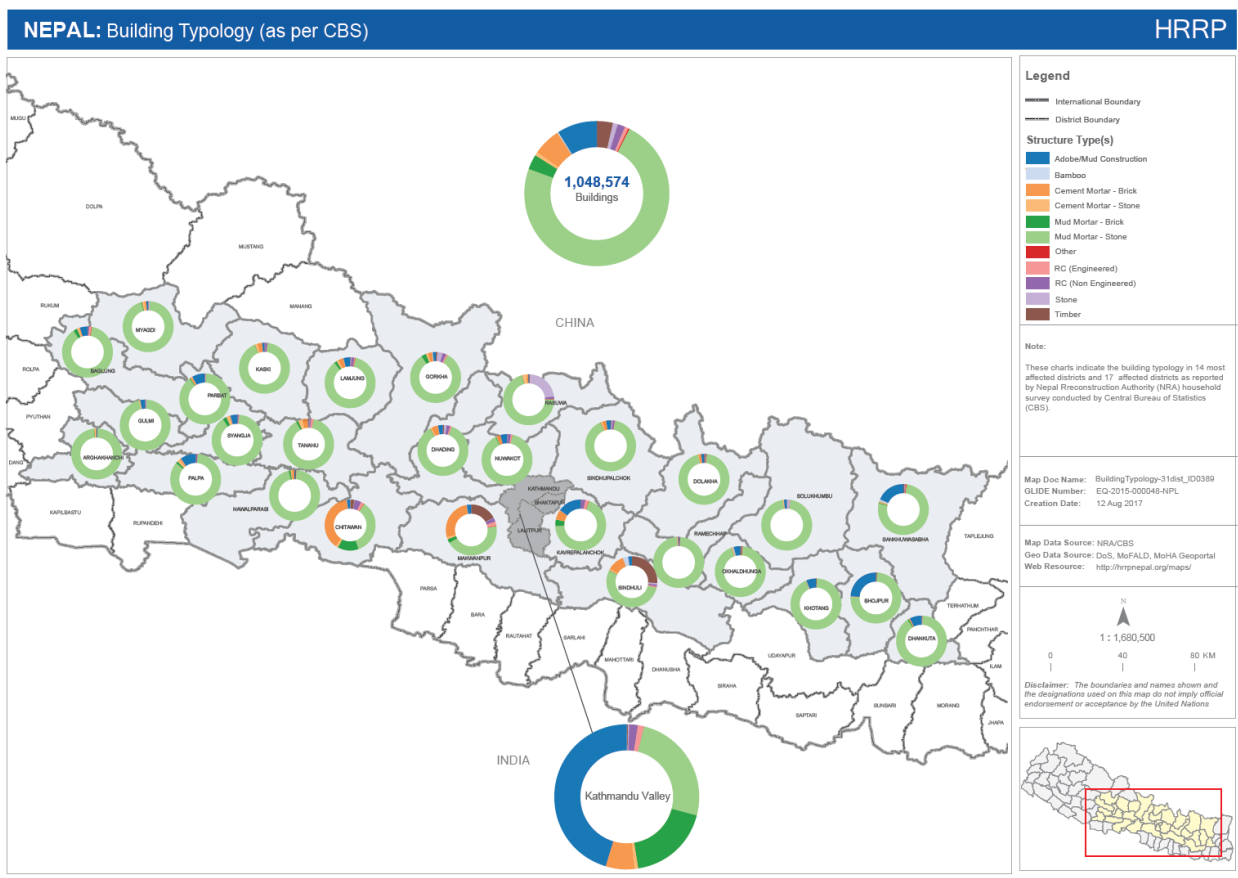 NEPAL: Building Typology (as per CBS)
HRRP
MUGU
DOLPA
MUSTANG
RUKUM
MANANG
1,048,574
Buildings
CHINA
MYAGDI
ROLPA
BAGLUNG
KASKI
LAMJUNG
GORKHA
RASUWA
PYUTHAN
PARBAT
GULMI
SYANGJA
TANAHU
DHADING
NUWAKOT
SINDHUPALCHOK
DOLAKHA
DANG
ARGHAKHANCHI
PALPA
NAWALPARASI
KATHMANDU
BHAKTAPUR
LALITPUR
SOLUKHUMBU
SANKHUWASABHA
KAPILBASTU
RUPANDEHI
CHITAWAN
MAKWANPUR
KAVREPALANCHOK
RAMECHHAP
TAPLEJUNG
OKHALDHUNGA
SINDHULI
PARSA
BARA
RAUTAHAT
SARLAHI
KHOTANG
BHOJPUR
TERHATHUM
PANCHTHAR
DHANKUTA
MAHOTTARI
DHANUSHA
SIRAHA
UDAYAPUR
SAPTARI
SUNSARI
MORANG
ILAM
JHAPA
INDIA
Kathmandu Valley
Legend
International Boundary
District Boundary
Structure Type(s)
Adobe/Mud Construction
Bamboo
Cement Mortar - Brick
Cement Mortar - Stone
Mud Mortar - Brick
Mud Mortar - Stone
Other
RC (Engineered)
RC (Non Engineered)
Stone
Timber
Note:
These charts indicate the building typology in 14 most
affected districts and 17 affected districts as reported
by Nepal Rreconstruction Authority (NRA) household
survey conducted by Central Bureau of Statistics
(CBS).
Map Doc Name: BuildingTypology-31dist_ID0389
GLIDE Number: EQ-2015-000048-NPL
Creation Date: 12 Aug 2017
Map Data Source: NRA/CBS
Geo Data Source: DoS, MoFALD, MoHA Geoportal
Web Resource: http://hrrpnepal.org/maps/
N
1 : 1,680,500
0 40 80 KM
Disclaimer: The boundaries and names shown and
the designations used on this map do not imply official
endorsement or acceptance by the United Nations